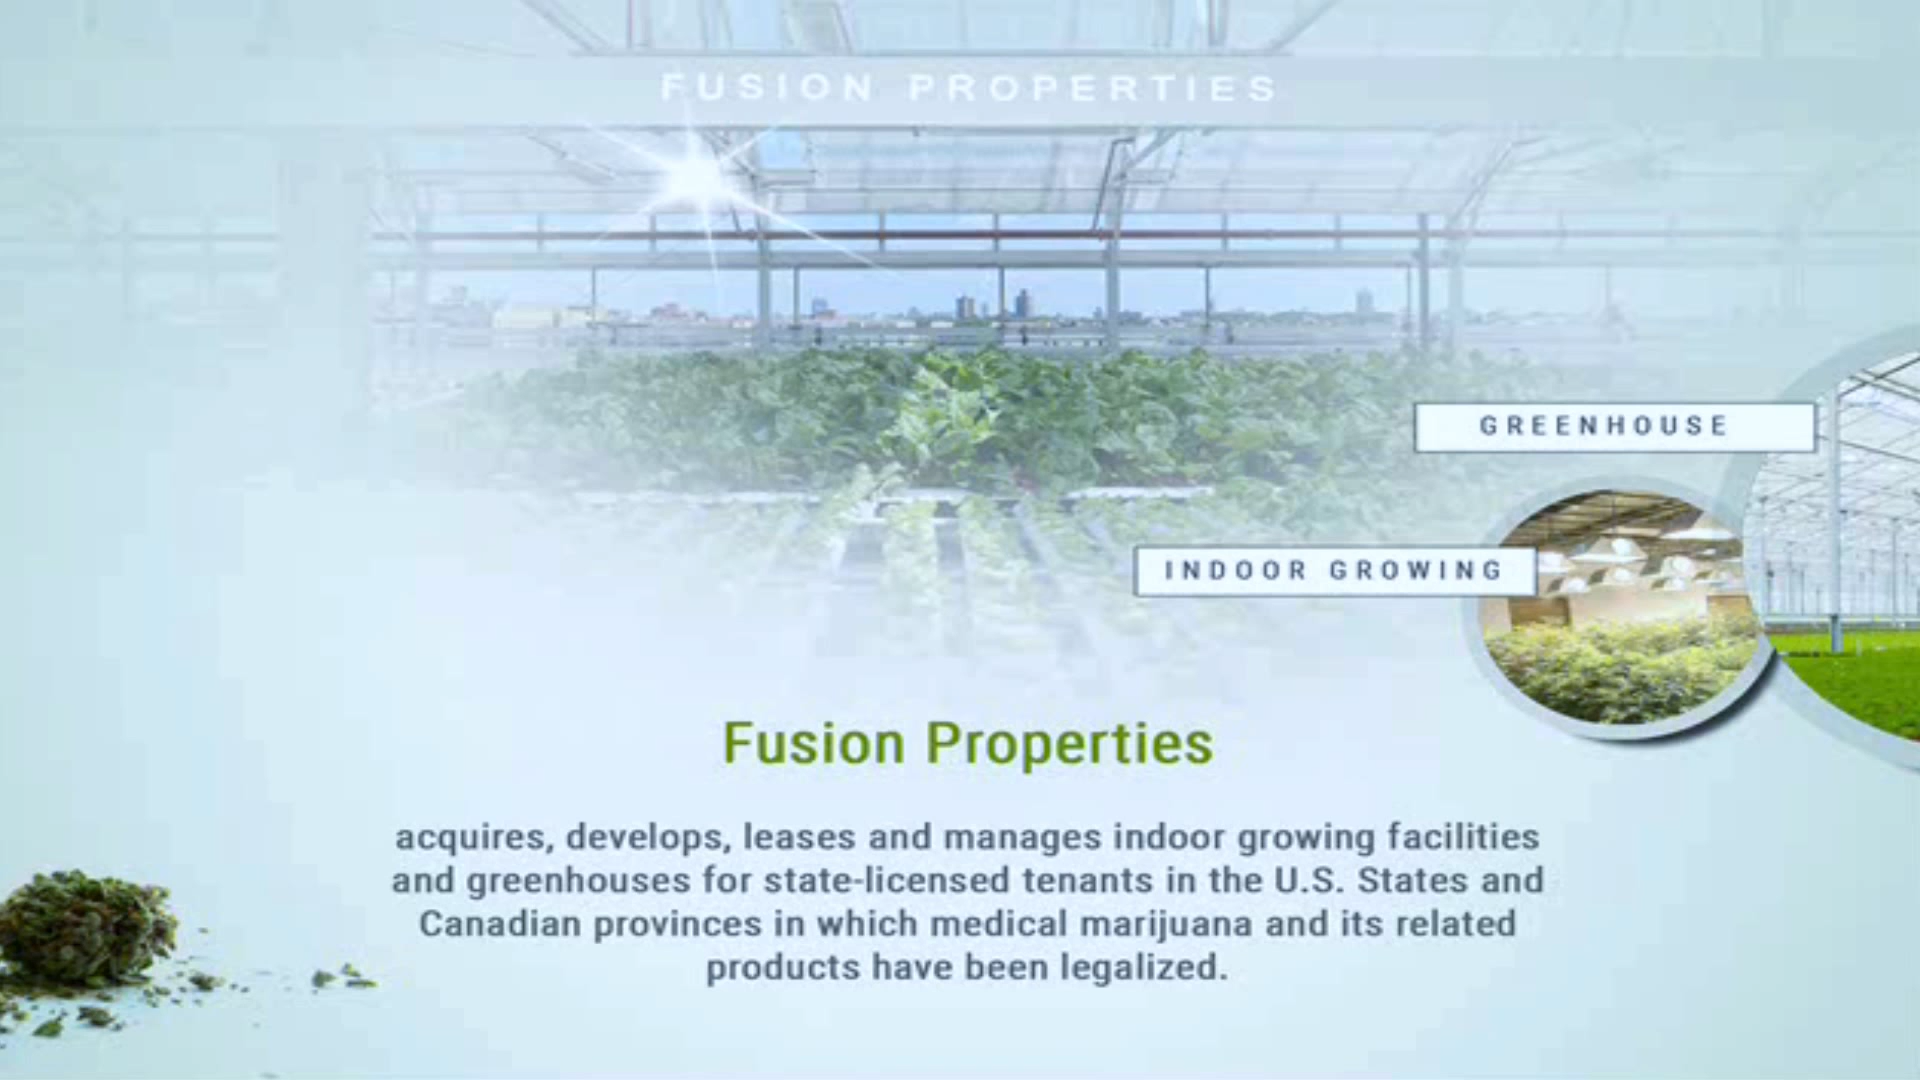 FUSION PROPERTIES
GREENHOUSE
INDOOR GROWING
Fusion Properties
acquires, develops, leases and manages indoor growing facilities
and greenhouses for state-licensed tenants in the U.S. States and
Canadian provinces in which medical marijuana and its related
products have been legalized.